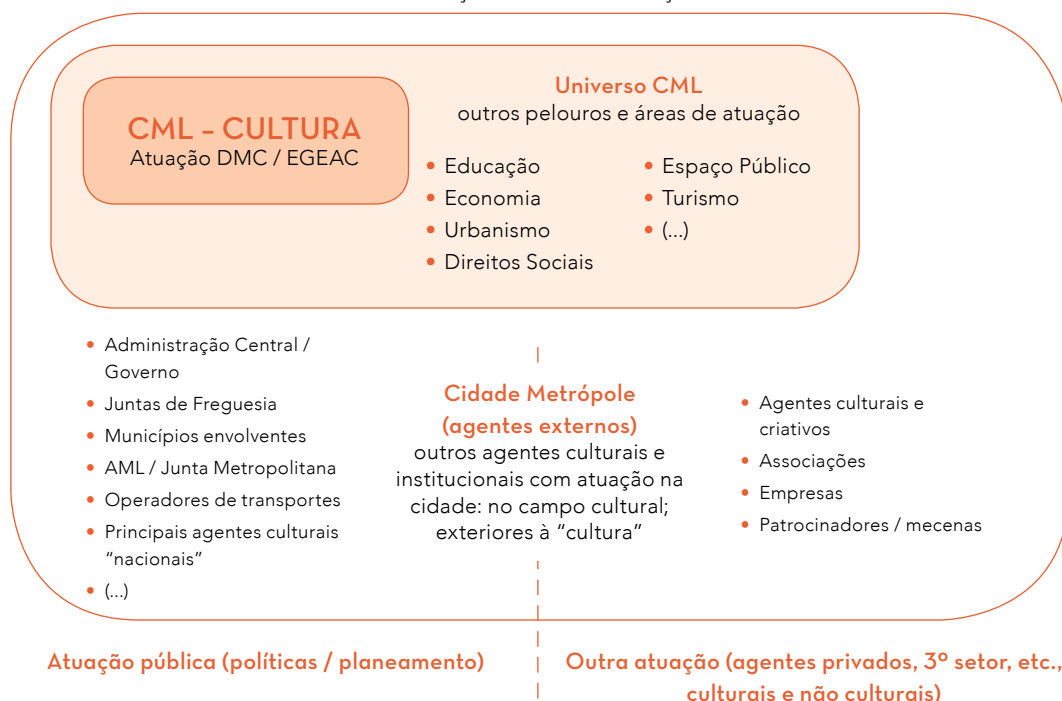 CML – CULTURA
Atuação DMC / EGEAC
Universo CML
outros pelouros e áreas de atuação
• Educação
• Economia
• Urbanismo
• Direitos Sociais
• Espaço Público
• Turismo
• (...)
• Administração Central /
Governo
• Juntas de Freguesia
• Municípios envolventes
• AML / Junta Metropolitana
• Operadores de transportes
• Principais agentes culturais
“nacionais”
• (...)
Cidade Metrópole
(agentes externos)
outros agentes culturais e
institucionais com atuação na
cidade: no campo cultural;
exteriores à “cultura”
• Agentes culturais e
criativos
• Associações
• Empresas
• Patrocinadores / mecenas
Atuação pública (políticas / planeamento)
Outra atuação (agentes privados, 3º setor, etc.,
culturais e não culturais)